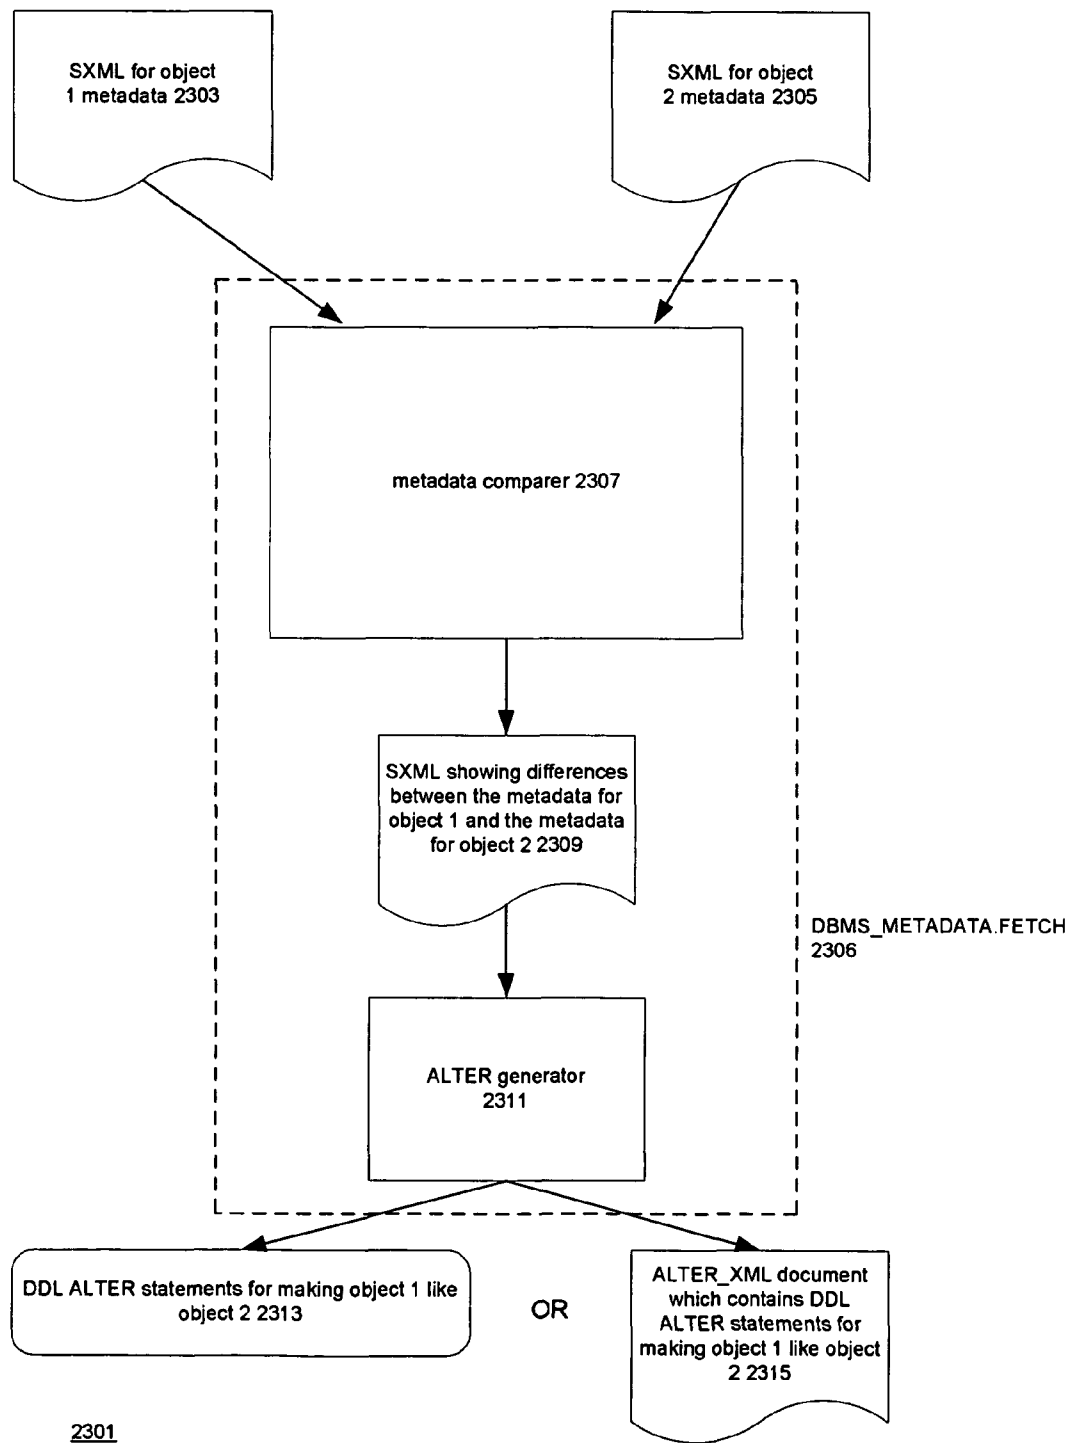 SXML for object
1 metadata 2303
SXML for object
2 metadata 2305
metadata comparer 2307
SXML showing differences
between the metadata for
object 1 and the metadata
for object 2 2309
DBMS_METADATA.FETCH
2306
ALTER generator
2311
DDL ALTER statements for making object 1 like
object 2 2313
OR
ALTER_XML document
which contains DDL
ALTER statements for
making object 1 like object
2 2315
2301